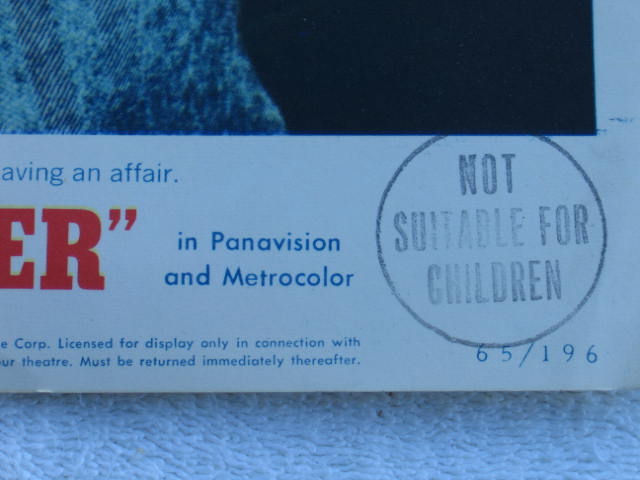 aving an affair.
ER”
in Panavision
and Metrocolor
NOT
SUITABLE FOR
CHILDREN
e Corp. Licensed for display only in connection with
ur theatre. Must be returned immediately thereafter.
65/196